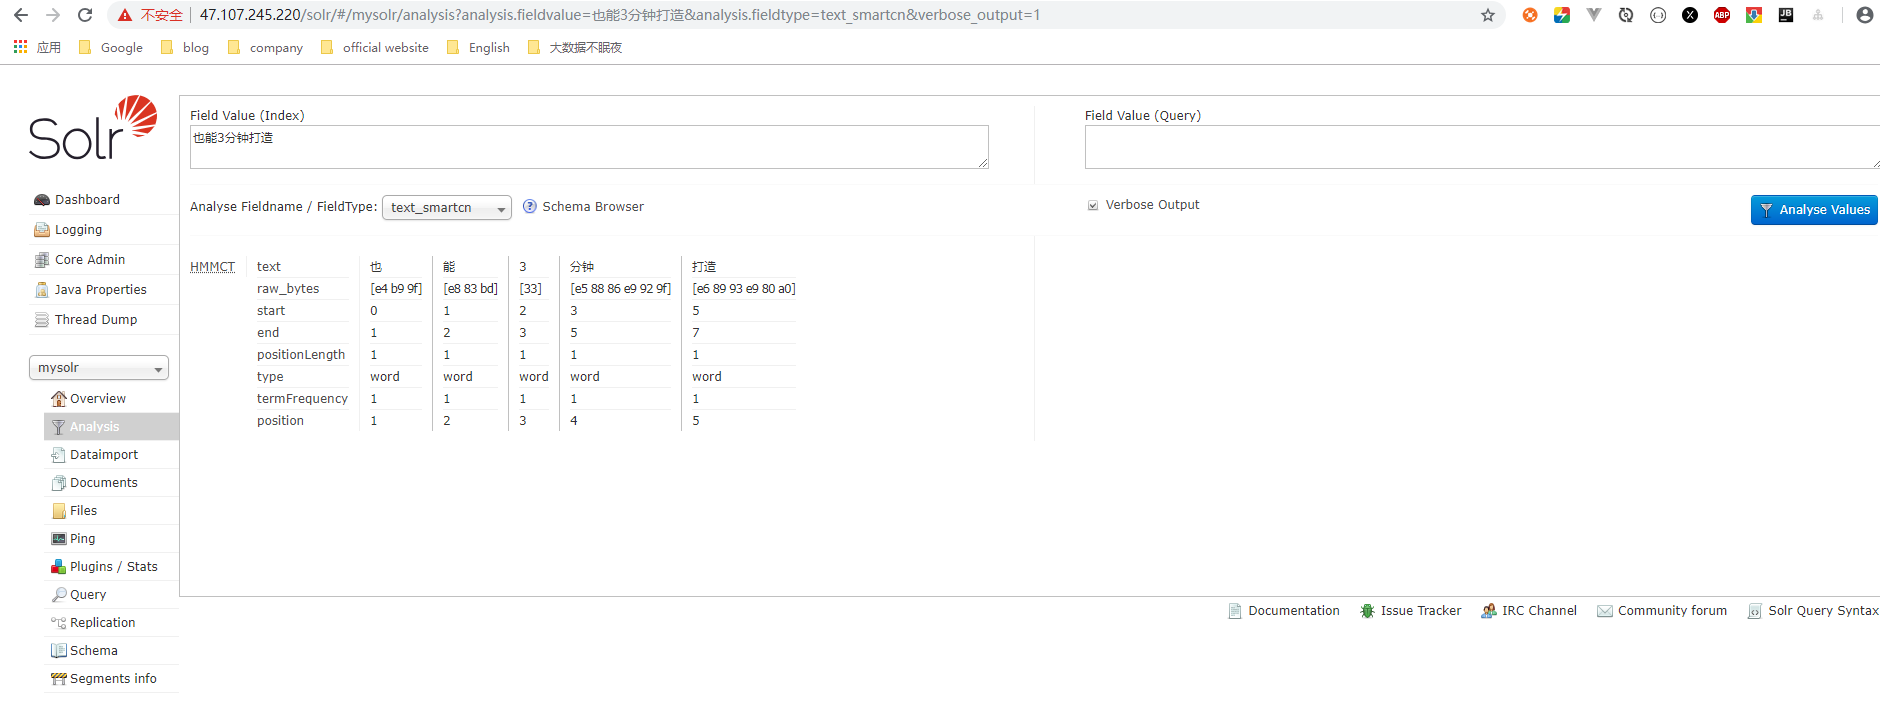 不安全 47.107.245.220/solr/#/mysolr/analysis?analysis.fieldvalue=也能3分钟打造&analysis.fieldtype=text_smartcn&verbose_output=1
ABP JB
应用 Google blog company official website English 大数据不眠夜
Solr
Field Value (Index) Field Value (Query)
也能3分钟打造
Dashboard
Analyse Fieldname / FieldType: text_smartcn Schema Browser Verbose Output Analyse Values
Logging
Core Admin
Java Properties
Thread Dump
HMMCT text 也 能 3 分钟 打造
raw_bytes [e4 b9 9f] [e8 83 bd] [33] [e5 88 86 e9 92 9f] [e6 89 93 e9 80 a0]
start 0 1 2 3 5
end 1 2 3 5 7
positionLength 1 1 1 1 1
type word word word word word
termFrequency 1 1 1 1 1
position 1 2 3 4 5
mysolr
Overview
Analysis
Dataimport
Documents
Files
Ping
Plugins / Stats
Query
Replication
Schema
Segments info
Documentation Issue Tracker IRC Channel Community forum Solr Query Syntax